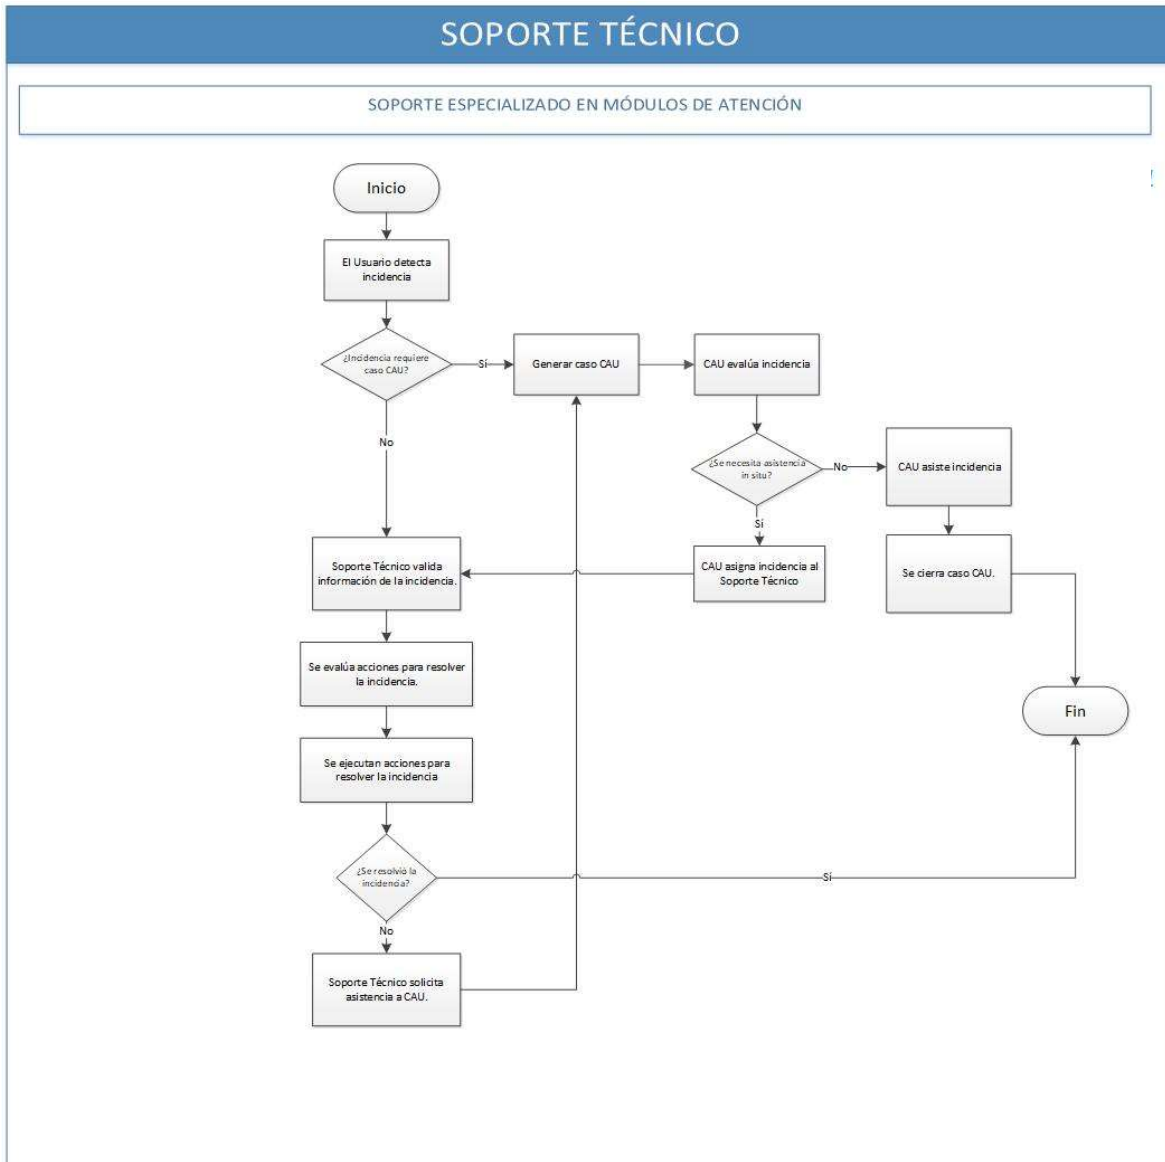 SOPORTE TÉCNICO
SOPORTE ESPECIALIZADO EN MÓDULOS DE ATENCIÓN
Inicio
El Usuario detecta
incidencia
¿Incidencia requiere
caso CAU?
Sí
Generar caso CAU
CAU evalúa incidencia
No
¿Se necesita asistencia
in situ?
No
CAU asiste incidencia
Sí
Soporte Técnico valida
información de la incidencia.
CAU asigna incidencia al
Soporte Técnico
Se cierra caso CAU.
Se evalúa acciones para resolver
la incidencia.
Fin
Se ejecutan acciones para
resolver la incidencia
¿Se resolvió la
incidencia?
Sí
No
Soporte Técnico solicita
asistencia a CAU.